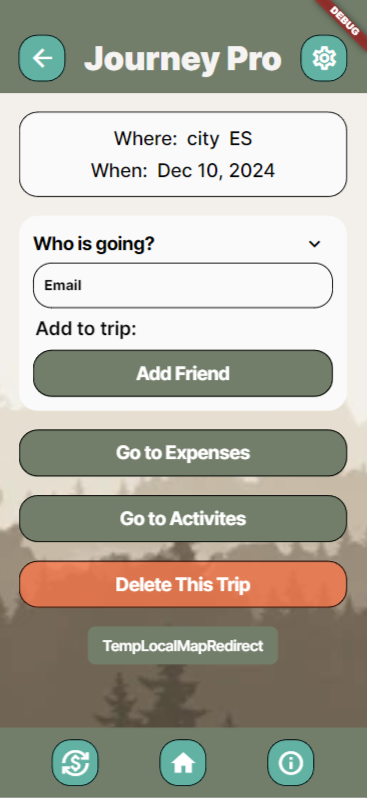 DEBUG
Journey Pro
Where: city ES
When: Dec 10, 2024
Who is going?
Email
Add to trip:
Add Friend
Go to Expenses
Go to Activites
Delete This Trip
TempLocalMapRedirect